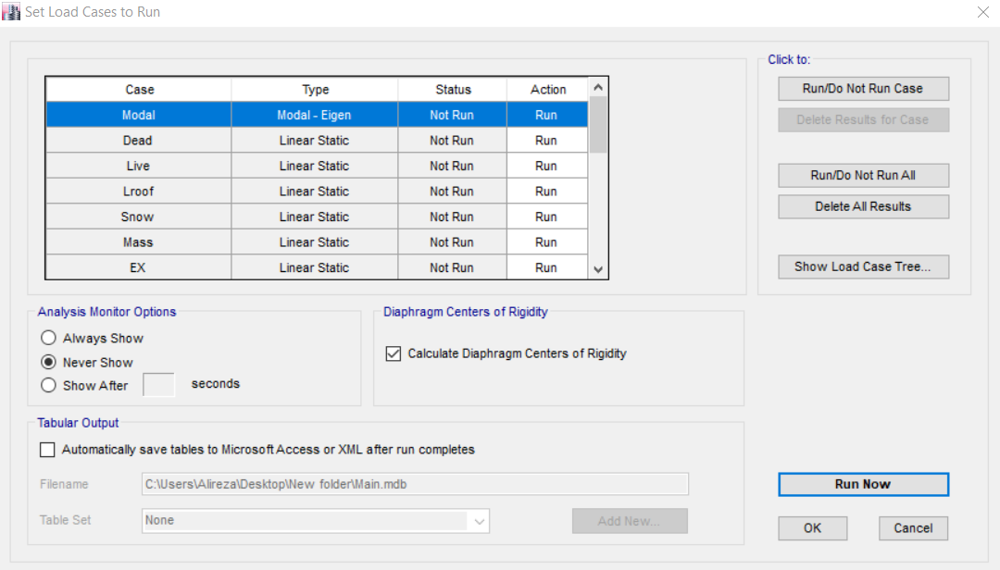 Set Load Cases to Run
Case Type Status Action
Modal Modal - Eigen Not Run Run
Dead Linear Static Not Run Run
Live Linear Static Not Run Run
Lroof Linear Static Not Run Run
Snow Linear Static Not Run Run
Mass Linear Static Not Run Run
EX Linear Static Not Run Run
Click to:
Run/Do Not Run Case
Delete Results for Case
Run/Do Not Run All
Delete All Results
Show Load Case Tree...
Analysis Monitor Options
Always Show
Never Show
Show After seconds
Diaphragm Centers of Rigidity
Calculate Diaphragm Centers of Rigidity
Tabular Output
Automatically save tables to Microsoft Access or XML after run completes
Filename C:\Users\Alireza\Desktop\New folder\Main.mdb
Table Set None Add New...
Run Now
OK Cancel